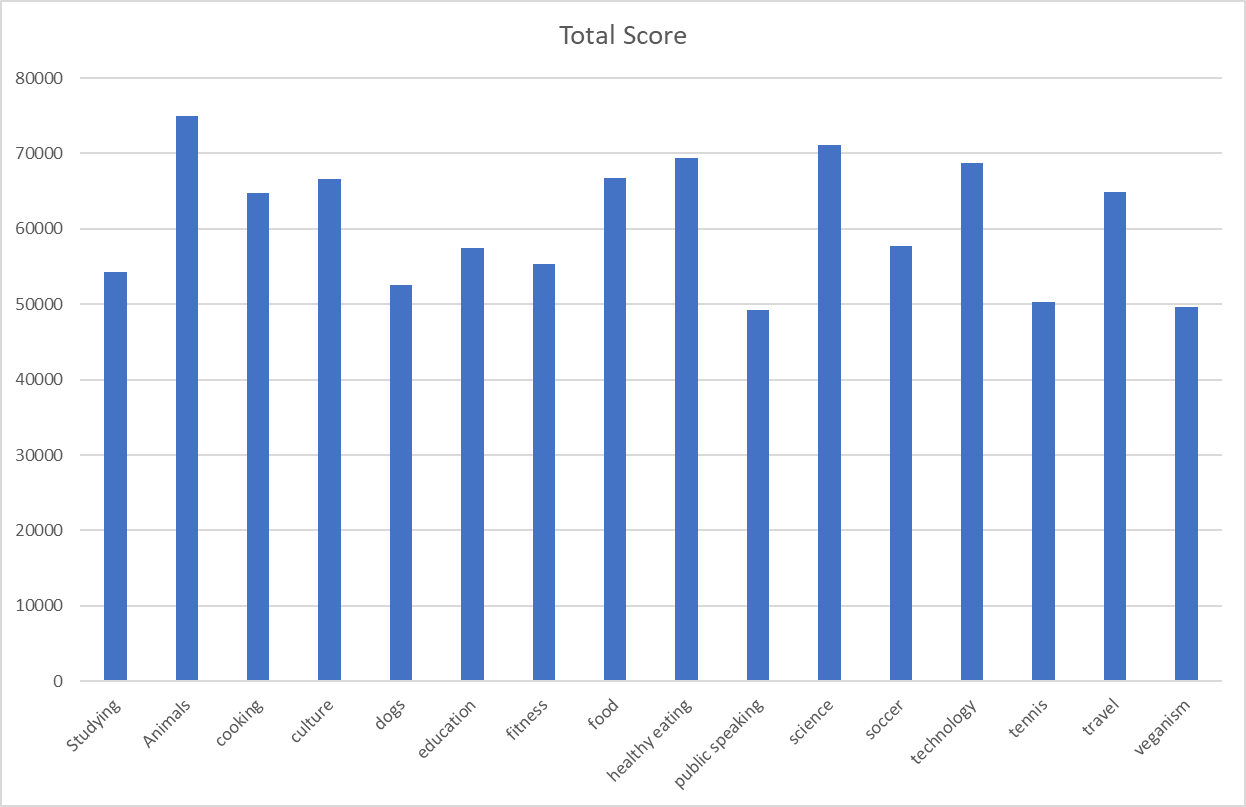 Total Score
80000
70000
60000
50000
40000
30000
20000
10000
0
Studying
Animals
cooking
culture
dogs
education
fitness
food
healthy eating
public speaking
science
soccer
technology
tennis
travel
veganism